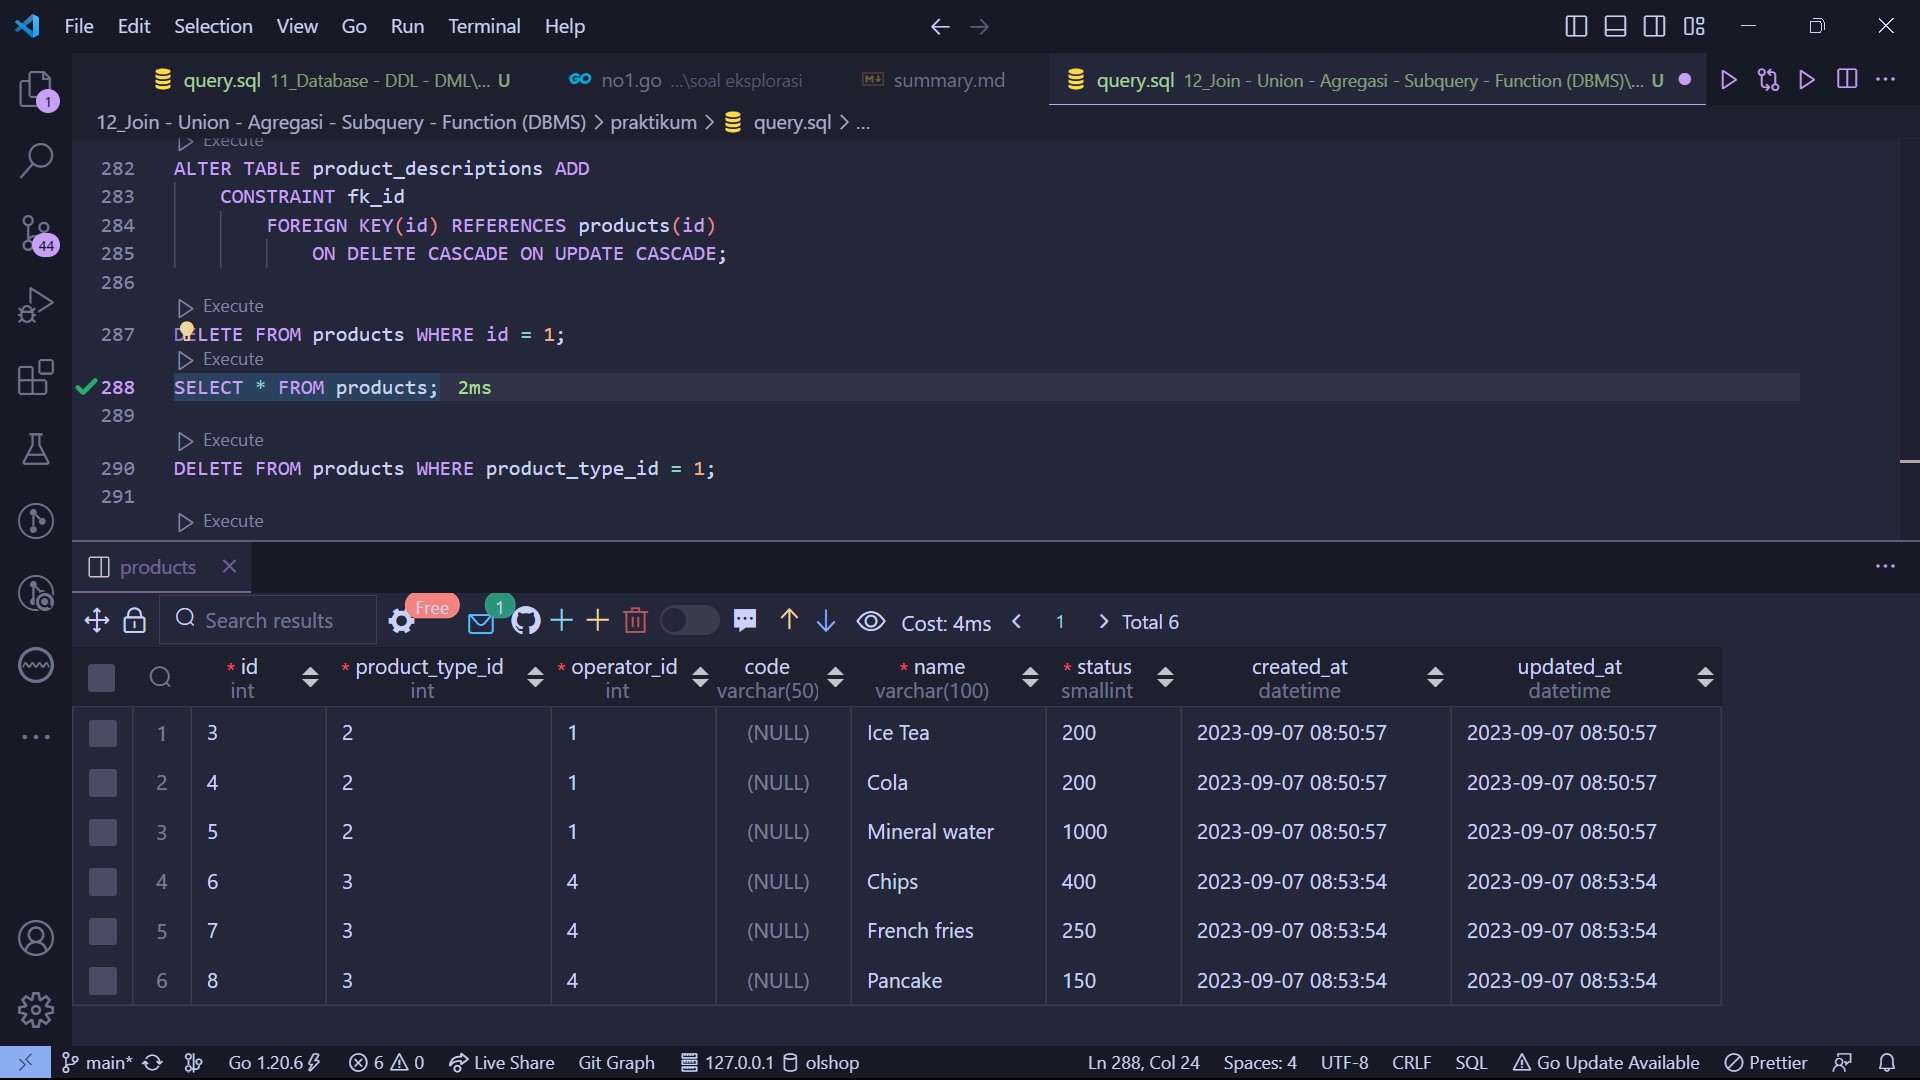 File Edit Selection View Go Run Terminal Help
query.sql 11_Database - DDL - DML\... U
GO no1.go ...\soal eksplorasi
M summary.md
query.sql 12_Join - Union - Agregasi - Subquery - Function (DBMS)\... U
1
12_Join - Union - Agregasi - Subquery - Function (DBMS) > praktikum > query.sql > ...
Execute
282 ALTER TABLE product_descriptions ADD
283 CONSTRAINT fk_id
284 FOREIGN KEY(id) REFERENCES products(id)
285 ON DELETE CASCADE ON UPDATE CASCADE;
286
44
Execute
287 DELETE FROM products WHERE id = 1;
Execute
288 SELECT * FROM products; 2ms
289
Execute
290 DELETE FROM products WHERE product_type_id = 1;
291
Execute
products
Search results Free 1 Cost: 4ms < 1 > Total 6
* id * product_type_id * operator_id code * name * status created_at updated_at
int int int varchar(50) varchar(100) smallint datetime datetime
1 3 2 1 (NULL) Ice Tea 200 2023-09-07 08:50:57 2023-09-07 08:50:57
2 4 2 1 (NULL) Cola 200 2023-09-07 08:50:57 2023-09-07 08:50:57
3 5 2 1 (NULL) Mineral water 1000 2023-09-07 08:50:57 2023-09-07 08:50:57
4 6 3 4 (NULL) Chips 400 2023-09-07 08:53:54 2023-09-07 08:53:54
5 7 3 4 (NULL) French fries 250 2023-09-07 08:53:54 2023-09-07 08:53:54
6 8 3 4 (NULL) Pancake 150 2023-09-07 08:53:54 2023-09-07 08:53:54
main* Go 1.20.6 6 0 Live Share Git Graph 127.0.0.1 olshop Ln 288, Col 24 Spaces: 4 UTF-8 CRLF SQL Go Update Available Prettier